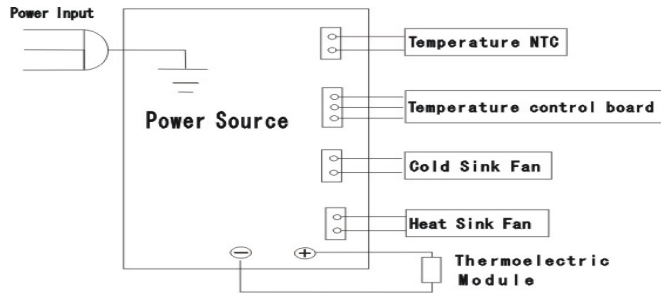 Power Input
Temperature NTC
Temperature control board
Power Source
Cold Sink Fan
Heat Sink Fan
− +
Thermoelectric
Module